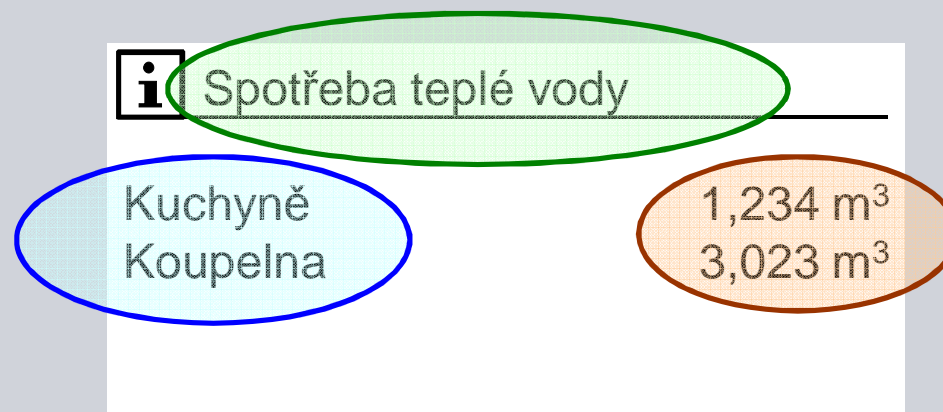 i Spotřeba teplé vody
Kuchyně 1,234 m³
Koupelna 3,023 m³